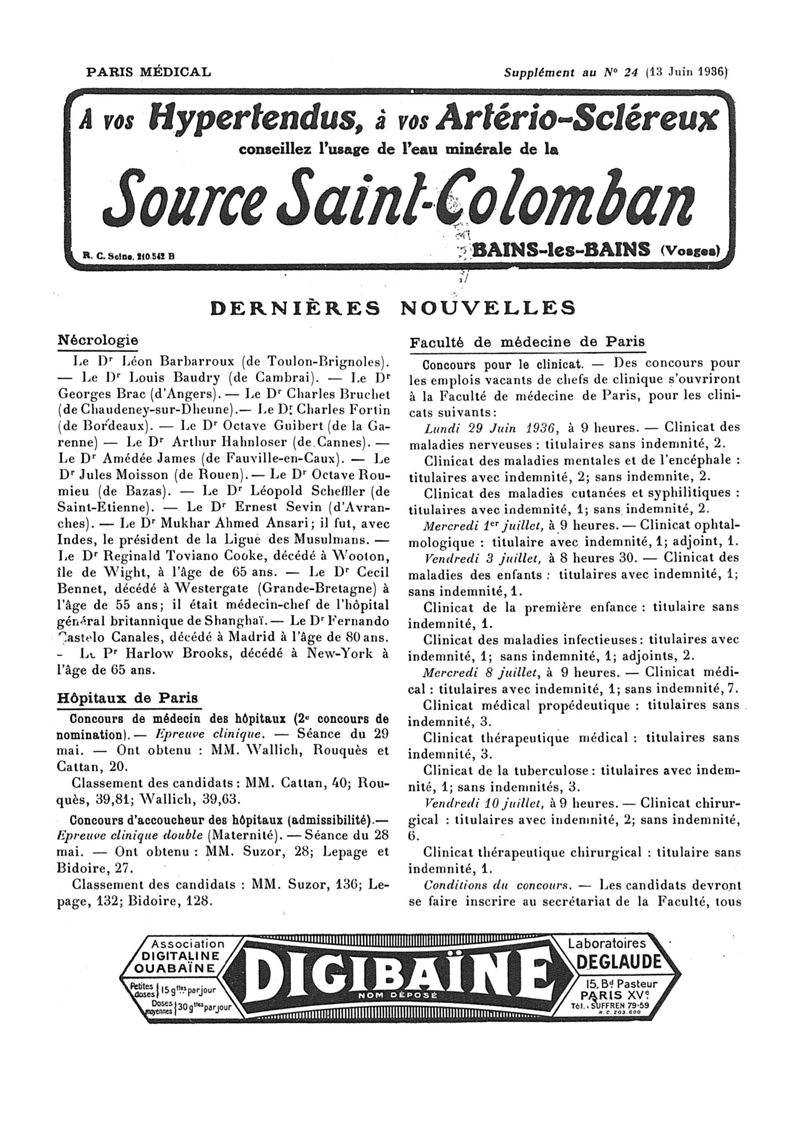 PARIS MÉDICAL
Supplément au N° 24 (13 Juin 1936)
A vos Hypertendus, à vos Artério-Scléreux
conseillez l'usage de l'eau minérale de la
Source Saint-Colomban
R. C. Seine. 210.542 B
BAINS-les-BAINS (Vosges)
DERNIÈRES NOUVELLES
Nécrologie
Le Dr Léon Barbarroux (de Toulon-Brignoles).
— Le Dr Louis Baudry (de Cambrai). — Le Dr
Georges Brac (d'Angers). — Le Dr Charles Bruchet
(de Chaudeney-sur-Dheune). — Le Dr Charles Fortin
(de Bordeaux). — Le Dr Octave Guibert (de la Ga-
renne) — Le Dr Arthur Hahnloser (de Cannes). —
Le Dr Amédée James (de Fauville-en-Caux). — Le
Dr Jules Moisson (de Rouen). — Le Dr Octave Rou-
mieu (de Bazas). — Le Dr Léopold Scheffler (de
Saint-Etienne). — Le Dr Ernest Sevin (d'Avran-
ches). — Le Dr Mukhar Ahmed Ansari; il fut, avec
Indes, le président de la Ligue des Musulmans. —
Le Dr Reginald Toviano Cooke, décédé à Wooton,
île de Wight, à l'âge de 65 ans. — Le Dr Cecil
Bennet, décédé à Westergate (Grande-Bretagne) à
l'âge de 55 ans; il était médecin-chef de l'hôpital
général britannique de Shanghaï. — Le Dr Fernando
Castelo Canales, décédé à Madrid à l'âge de 80 ans.
- Le Pr Harlow Brooks, décédé à New-York à
l'âge de 65 ans.
Hôpitaux de Paris
Concours de médecin des hôpitaux (2e concours de
nomination). — Epreuve clinique. — Séance du 29
mai. — Ont obtenu : MM. Wallich, Rouquès et
Cattan, 20.
Classement des candidats : MM. Cattan, 40; Rou-
quès, 39,81; Wallich, 39,63.
Concours d'accoucheur des hôpitaux (admissibilité). —
Epreuve clinique double (Maternité). — Séance du 28
mai. — Ont obtenu : MM. Suzor, 28; Lepage et
Bidoire, 27.
Classement des candidats : MM. Suzor, 136; Le-
page, 132; Bidoire, 128.
Faculté de médecine de Paris
Concours pour le clinicat. — Des concours pour
les emplois vacants de chefs de clinique s'ouvriront
à la Faculté de médecine de Paris, pour les clini-
cats suivants :
Lundi 29 Juin 1936, à 9 heures. — Clinicat des
maladies nerveuses : titulaires sans indemnité, 2.
Clinicat des maladies mentales et de l'encéphale :
titulaires avec indemnité, 2; sans indemnite, 2.
Clinicat des maladies cutanées et syphilitiques :
titulaires avec indemnité, 1; sans indemnité, 2.
Mercredi 1er juillet, à 9 heures. — Clinicat ophtal-
mologique : titulaire avec indemnité, 1; adjoint, 1.
Vendredi 3 juillet, à 8 heures 30. — Clinicat des
maladies des enfants : titulaires avec indemnité, 1;
sans indemnité, 1.
Clinicat de la première enfance : titulaire sans
indemnité, 1.
Clinicat des maladies infectieuses : titulaires avec
indemnité, 1; sans indemnité, 1; adjoints, 2.
Mercredi 8 juillet, à 9 heures. — Clinicat médi-
cal : titulaires avec indemnité, 1; sans indemnité, 7.
Clinicat médical propédeutique : titulaires sans
indemnité, 3.
Clinicat thérapeutique médical : titulaires sans
indemnité, 3.
Clinicat de la tuberculose : titulaires avec indem-
nité, 1; sans indemnités, 3.
Vendredi 10 juillet, à 9 heures. — Clinicat chirur-
gical : titulaires avec indemnité, 2; sans indemnité,
6.
Clinicat thérapeutique chirurgical : titulaire sans
indemnité, 1.
Conditions du concours. — Les candidats devront
se faire inscrire au secrétariat de la Faculté, tous
Association
DIGITALINE
OUABAÏNE
Petites doses 15 gttes par jour
Doses moyennes 30 gttes par jour
DIGIBAÏNE
NOM DÉPOSÉ
Laboratoires
DEGLAUDE
15, Bd Pasteur
PARIS XVe
Tél. : SUFFREN 79-59
R.C. 203.600